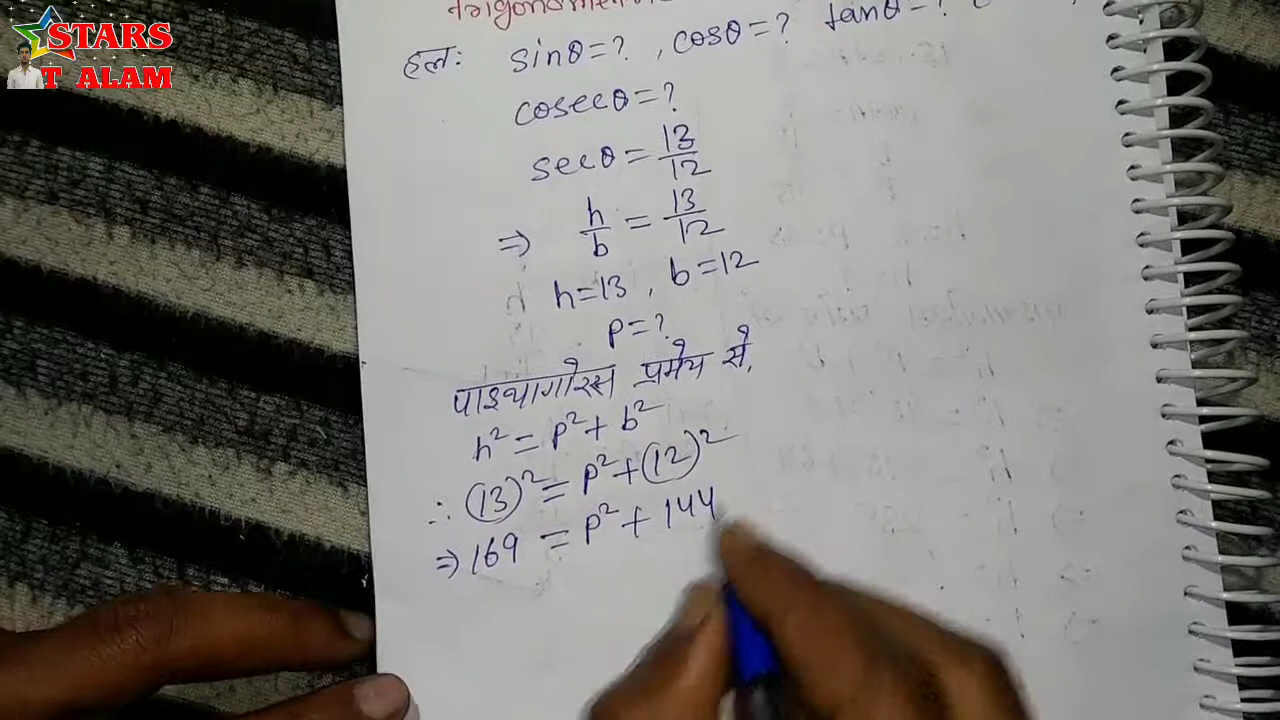 STARS
T ALAM
हल: sinθ=?, cosθ=? tanθ=?
cosecθ=?
secθ = 13/12
⇒ h/b = 13/12
h=13, b=12
p=?
पाइथागोरस प्रमेय से,
h² = p² + b²
∴ (13)² = p² + (12)²
⇒ 169 = p² + 144